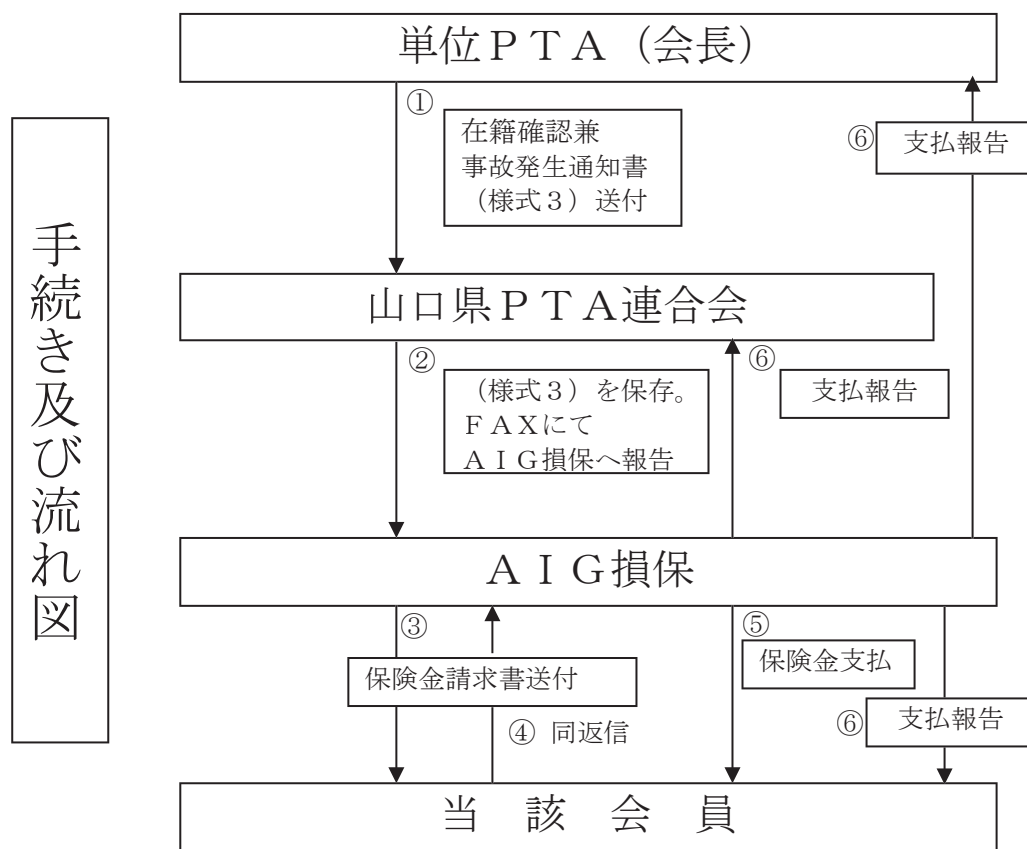 手続き及び流れ図
単位ＰＴＡ（会長）
①
在籍確認兼
事故発生通知書
（様式３）送付
⑥
支払報告
山口県ＰＴＡ連合会
②
（様式３）を保存。
ＦＡＸにて
ＡＩＧ損保へ報告
⑥
支払報告
ＡＩＧ損保
③
保険金請求書送付
④ 同返信
⑤
保険金支払
⑥
支払報告
当　該　会　員